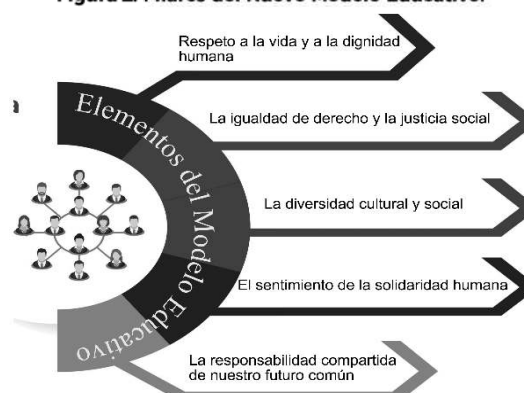 Figura 2. Pilares del Nuevo Modelo Educativo.
Respeto a la vida y a la dignidad
humana
a
Elementos del Modelo Educativo
La igualdad de derecho y la justicia social
La diversidad cultural y social
El sentimiento de la solidaridad humana
La responsabilidad compartida
de nuestro futuro común